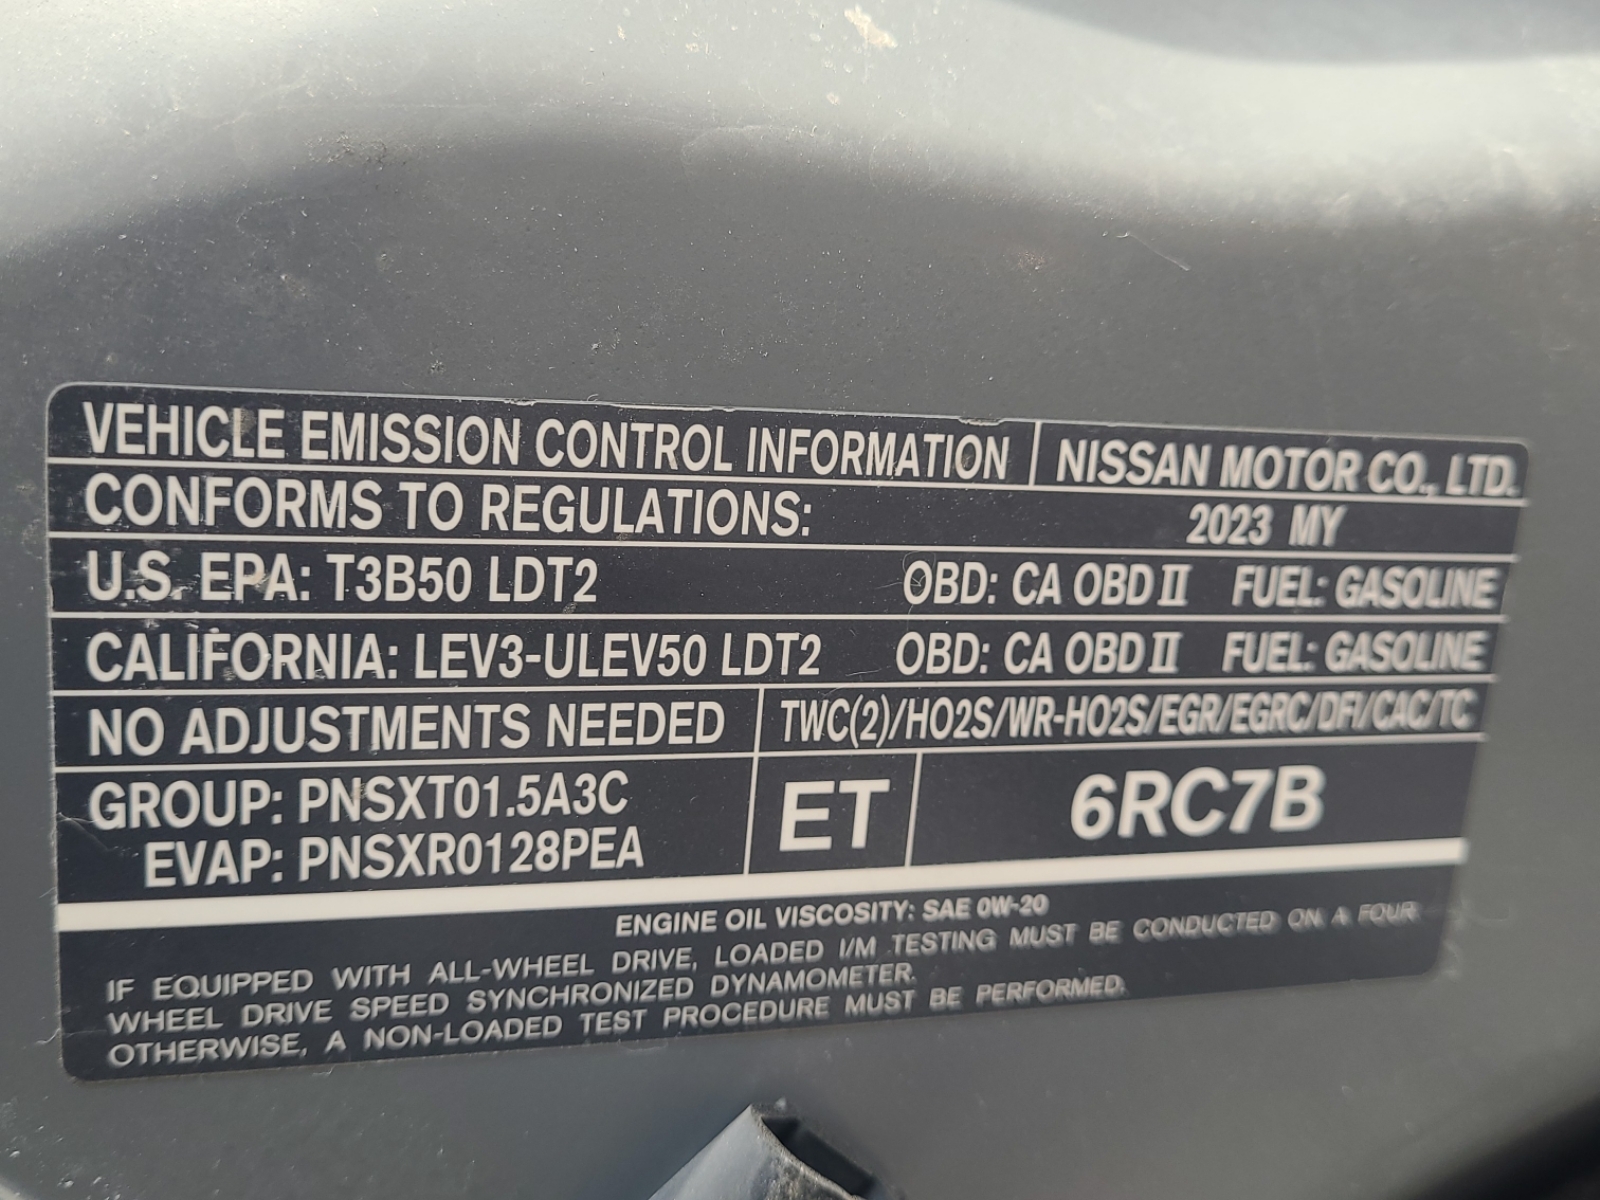 VEHICLE EMISSION CONTROL INFORMATION NISSAN MOTOR CO., LTD.
CONFORMS TO REGULATIONS: 2023 MY
U.S. EPA: T3B50 LDT2 OBD: CA OBD II FUEL: GASOLINE
CALIFORNIA: LEV3-ULEV50 LDT2 OBD: CA OBD II FUEL: GASOLINE
NO ADJUSTMENTS NEEDED TWC(2)/HO2S/WR-HO2S/EGR/EGRC/DFI/CAC/TC
GROUP: PNSXT01.5A3C
EVAP: PNSXR0128PEA
ET 6RC7B
ENGINE OIL VISCOSITY: SAE 0W-20
IF EQUIPPED WITH ALL-WHEEL DRIVE, LOADED I/M TESTING MUST BE CONDUCTED ON A FOUR
WHEEL DRIVE SPEED SYNCHRONIZED DYNAMOMETER.
OTHERWISE, A NON-LOADED TEST PROCEDURE MUST BE PERFORMED.